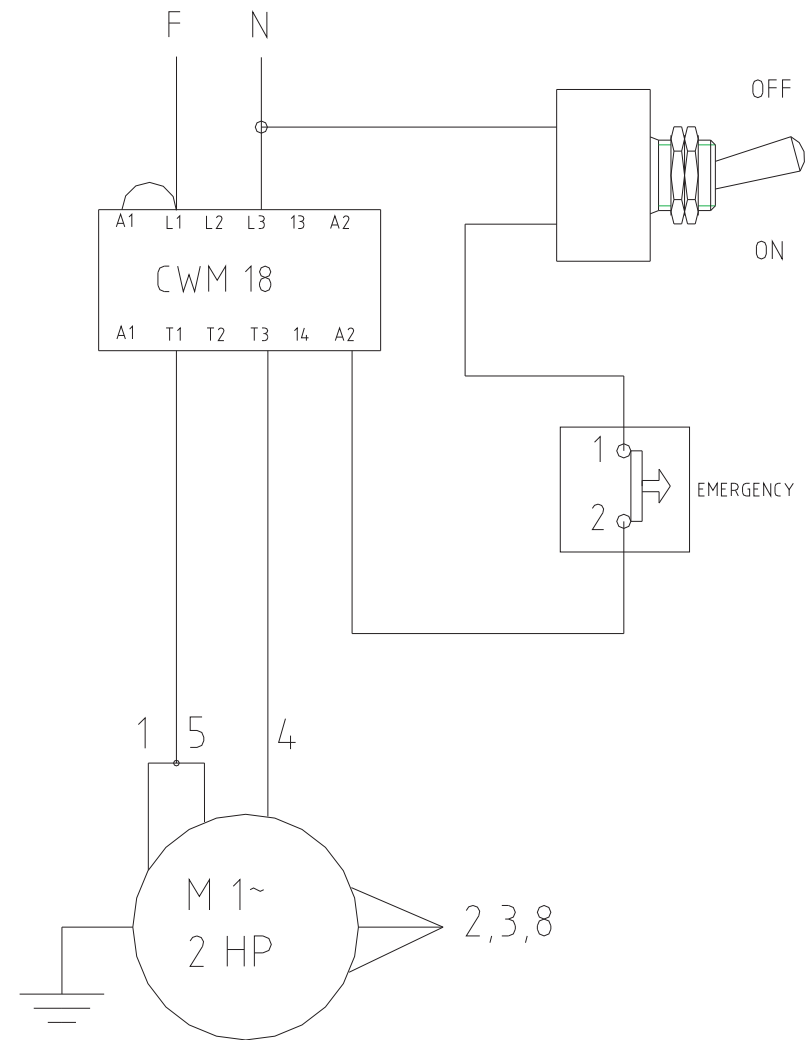 F N
OFF
A1 L1 L2 L3 13 A2
ON
CWM 18
A1 T1 T2 T3 14 A2
1
EMERGENCY
2
1 5 4
M 1~
2 HP
2,3,8